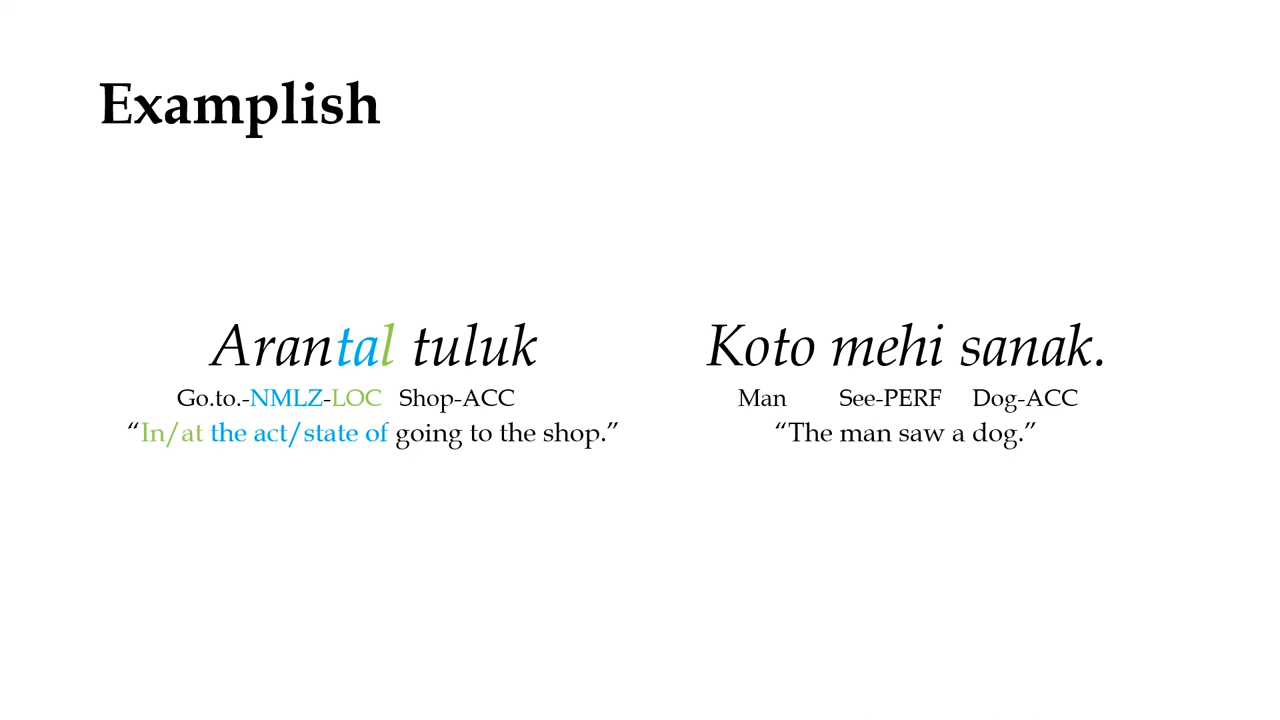 Examplish
Arantal tuluk
Go.to.-NMLZ-LOC Shop-ACC
“In/at the act/state of going to the shop.”
Koto mehi sanak.
Man See-PERF Dog-ACC
“The man saw a dog.”